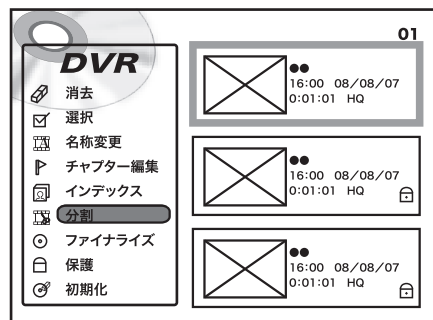 01
DVR
消去
選択
名称変更
チャプター編集
インデックス
分割
ファイナライズ
保護
初期化
●●
16:00 08/08/07
0:01:01 HQ
●●
16:00 08/08/07
0:01:01 HQ
●●
16:00 08/08/07
0:01:01 HQ